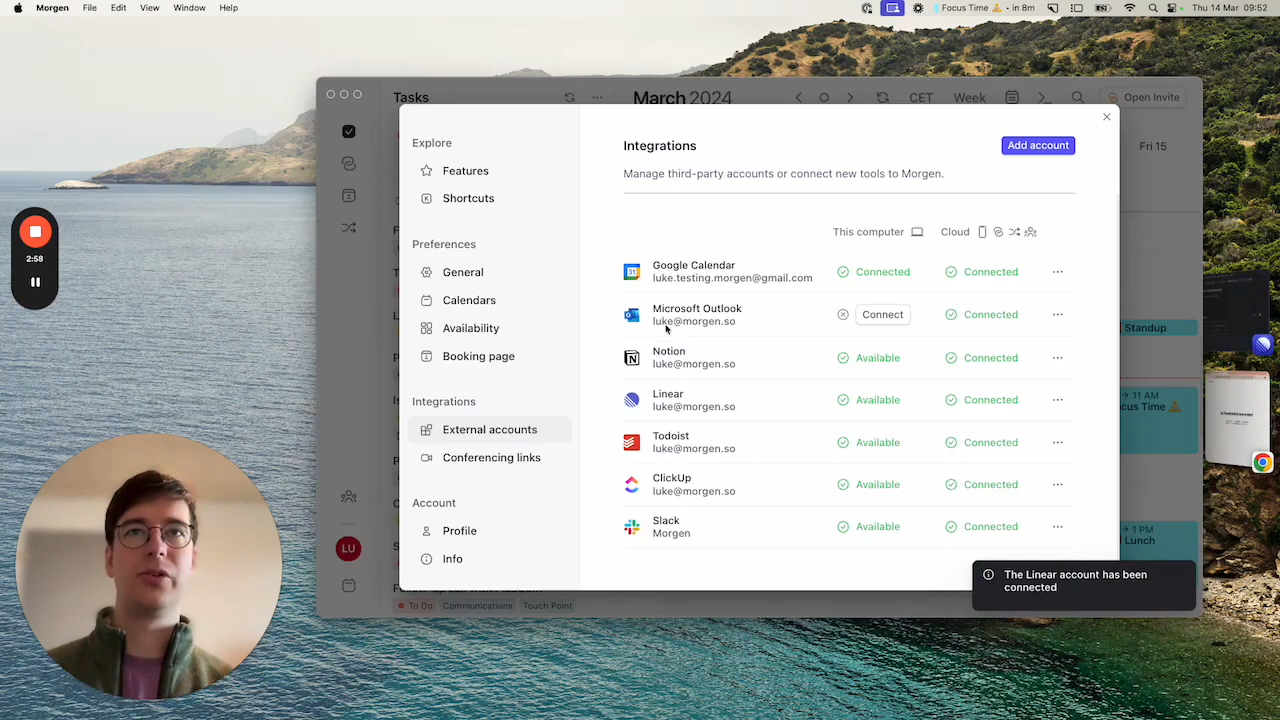 Morgen File Edit View Window Help
Focus Time 🙏 • in 8m
Thu 14 Mar 09:52
2:58
Tasks
March 2024
CET
Week
Open Invite
Fri 15
Explore
Features
Shortcuts
Preferences
General
Calendars
Availability
Booking page
Integrations
External accounts
Conferencing links
Account
Profile
Info
LU
Integrations
Add account
Manage third-party accounts or connect new tools to Morgen.
This computer
Cloud
Google Calendar
luke.testing.morgen@gmail.com
Connected
Connected
Microsoft Outlook
luke@morgen.so
Connect
Connected
Notion
luke@morgen.so
Available
Connected
Linear
luke@morgen.so
Available
Connected
Todoist
luke@morgen.so
Available
Connected
ClickUp
luke@morgen.so
Available
Connected
Slack
Morgen
Available
Connected
Standup
→ 11 AM
cus Time
→ 1 PM
Lunch
The Linear account has been
connected
To Do
Communications
Touch Point